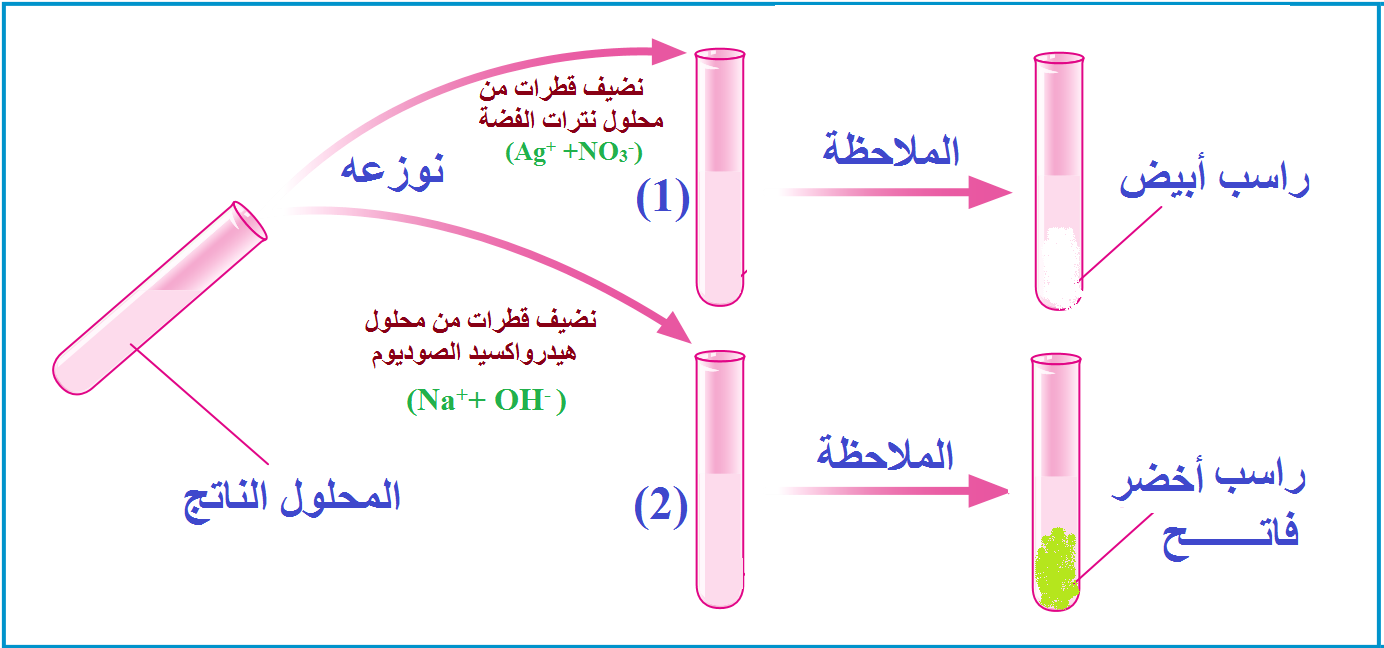 نضيف قطرات من
محلول نترات الفضة
(Ag⁺ +NO₃⁻)
نوزعه
(1)
الملاحظة
راسب أبيض
نضيف قطرات من محلول
هيدرواكسيد الصوديوم
(Na⁺+ OH⁻ )
المحلول الناتج
(2)
الملاحظة
راسب أخضر
فاتـــــــــح